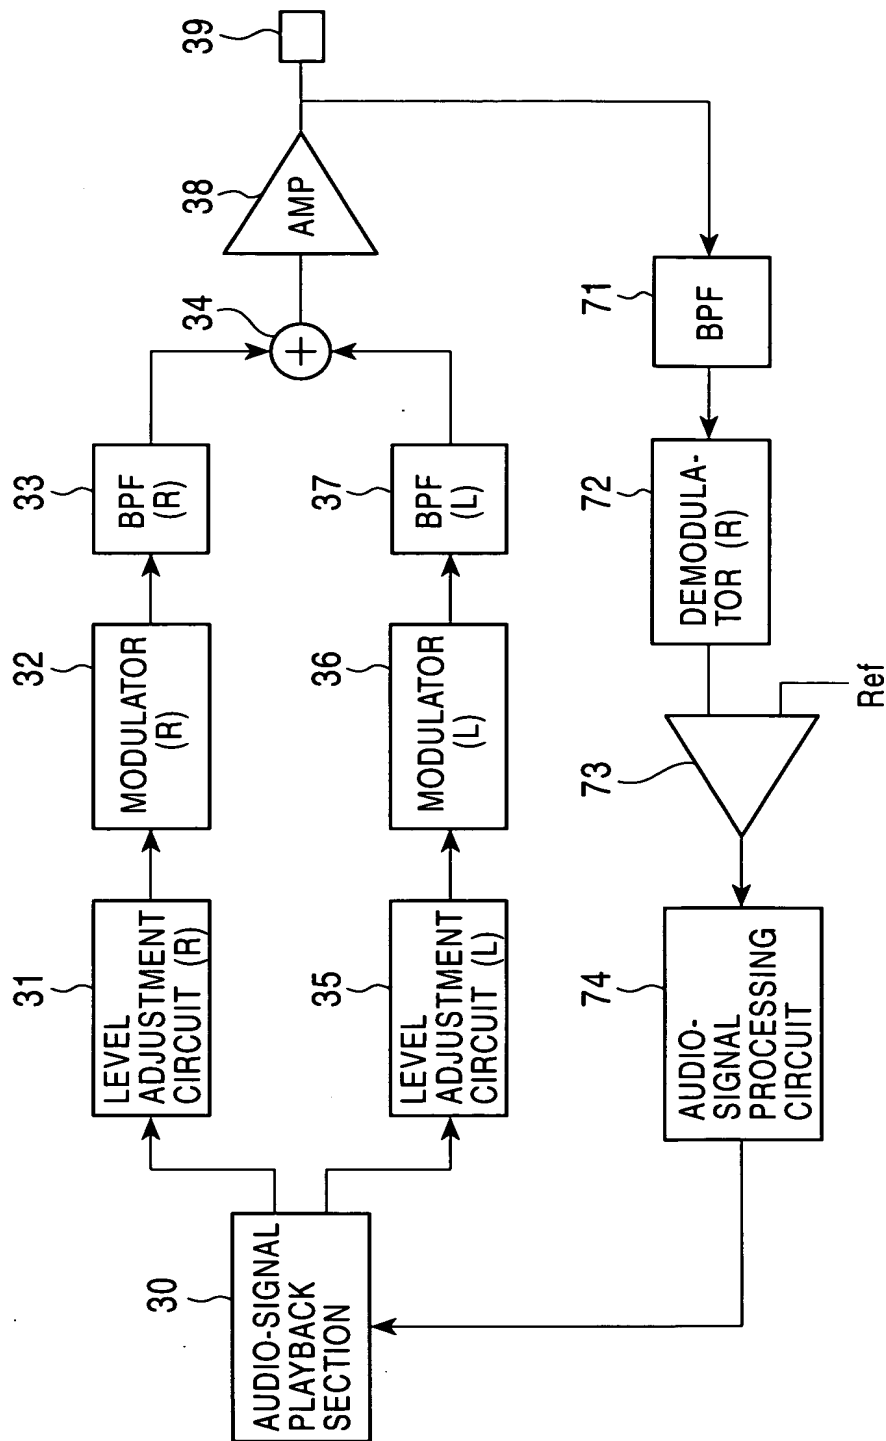 30
AUDIO-SIGNAL
PLAYBACK
SECTION
31
LEVEL
ADJUSTMENT
CIRCUIT (R)
32
MODULATOR
(R)
33
BPF
(R)
34
+
38
AMP
39
35
LEVEL
ADJUSTMENT
CIRCUIT (L)
36
MODULATOR
(L)
37
BPF
(L)
74
AUDIO-
SIGNAL
PROCESSING
CIRCUIT
73
Ref
72
DEMODULA-
TOR (R)
71
BPF